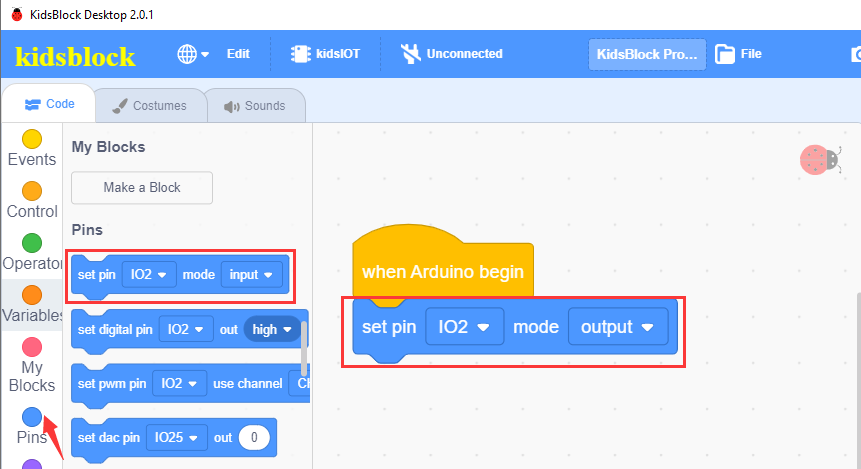 KidsBlock Desktop 2.0.1
kidsblock
Edit
kidsIOT
Unconnected
KidsBlock Pro...
File
Code
Costumes
Sounds
Events
Control
Operator
Variables
My
Blocks
Pins
My Blocks
Make a Block
Pins
set pin IO2 mode input
set digital pin IO2 out high
set pwm pin IO2 use channel
set dac pin IO25 out 0
when Arduino begin
set pin IO2 mode output